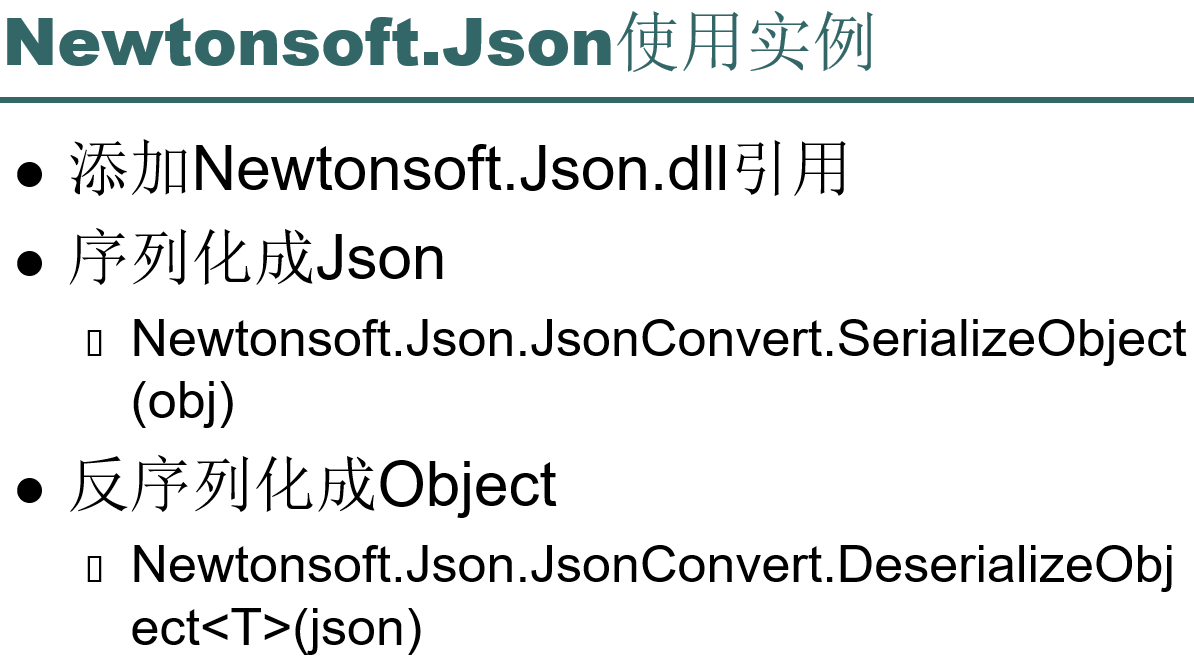 Newtonsoft.Json使用实例
● 添加Newtonsoft.Json.dll引用
● 序列化成Json
▯ Newtonsoft.Json.JsonConvert.SerializeObject
(obj)
● 反序列化成Object
▯ Newtonsoft.Json.JsonConvert.DeserializeObj
ect<T>(json)